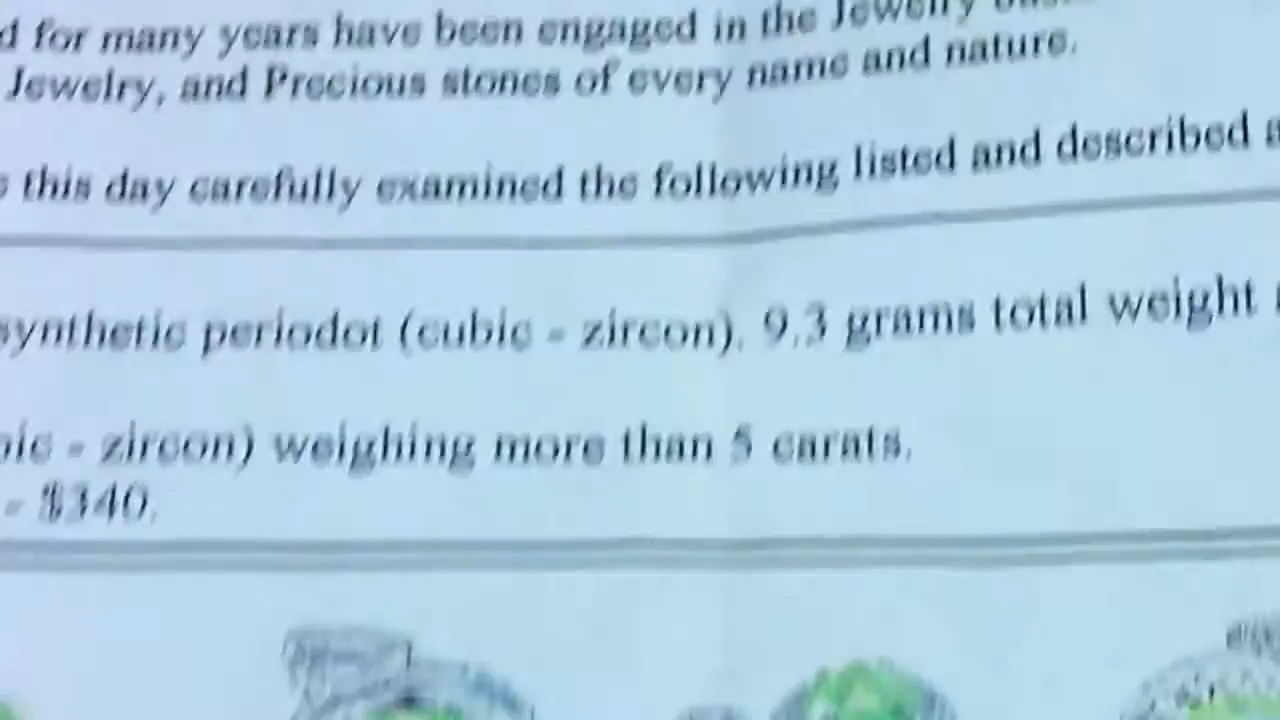 d for many years have been engaged in the Jewelry
Jewelry, and Precious stones of every name and nature.
this day carefully examined the following listed and described a
synthetic periodot (cubic - zircon), 9.3 grams total weight
bic - zircon) weighing more than 5 carats.
- $340.